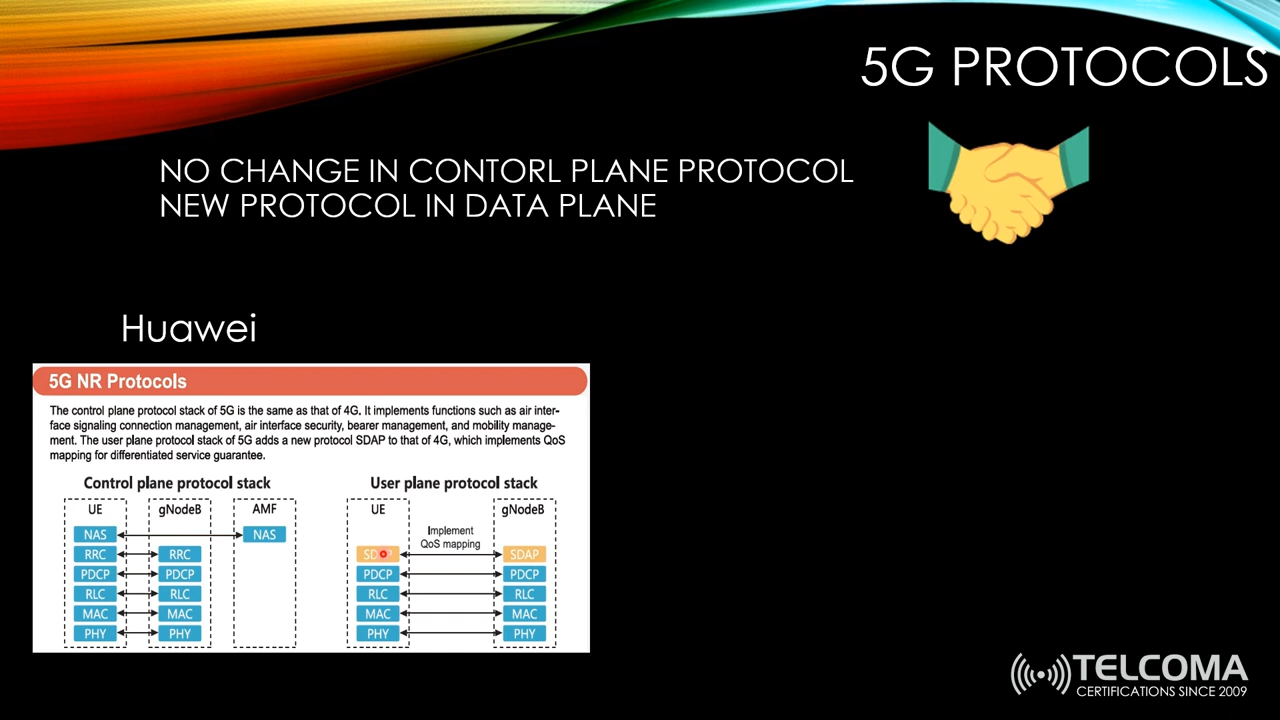 5G PROTOCOLS
NO CHANGE IN CONTORL PLANE PROTOCOL
NEW PROTOCOL IN DATA PLANE
Huawei
5G NR Protocols
The control plane protocol stack of 5G is the same as that of 4G. It implements functions such as air inter-
face signaling connection management, air interface security, bearer management, and mobility manage-
ment. The user plane protocol stack of 5G adds a new protocol SDAP to that of 4G, which implements QoS
mapping for differentiated service guarantee.
Control plane protocol stack
UE gNodeB AMF
NAS NAS
RRC RRC
PDCP PDCP
RLC RLC
MAC MAC
PHY PHY
User plane protocol stack
UE gNodeB
Implement
QoS mapping
SDAP
PDCP PDCP
RLC RLC
MAC MAC
PHY PHY
TELCOMA
CERTIFICATIONS SINCE 2009